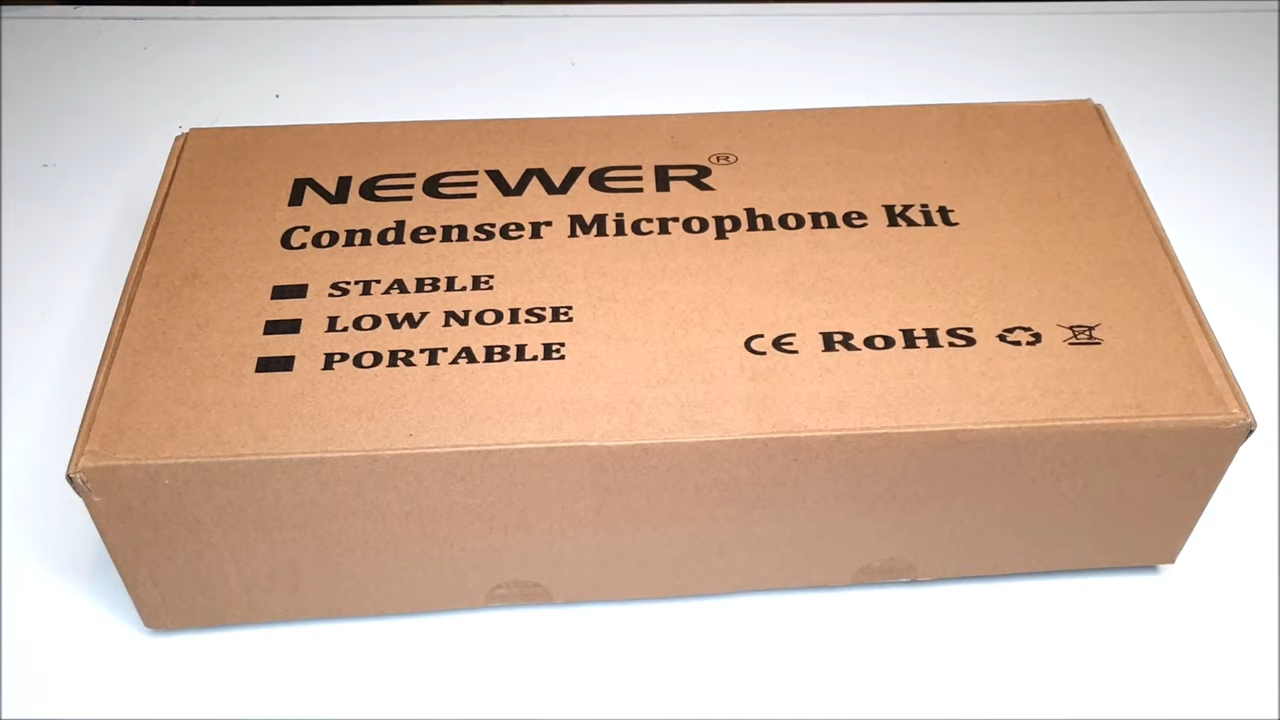 NEEWER®
Condenser Microphone Kit
STABLE
LOW NOISE
PORTABLE
CE RoHS